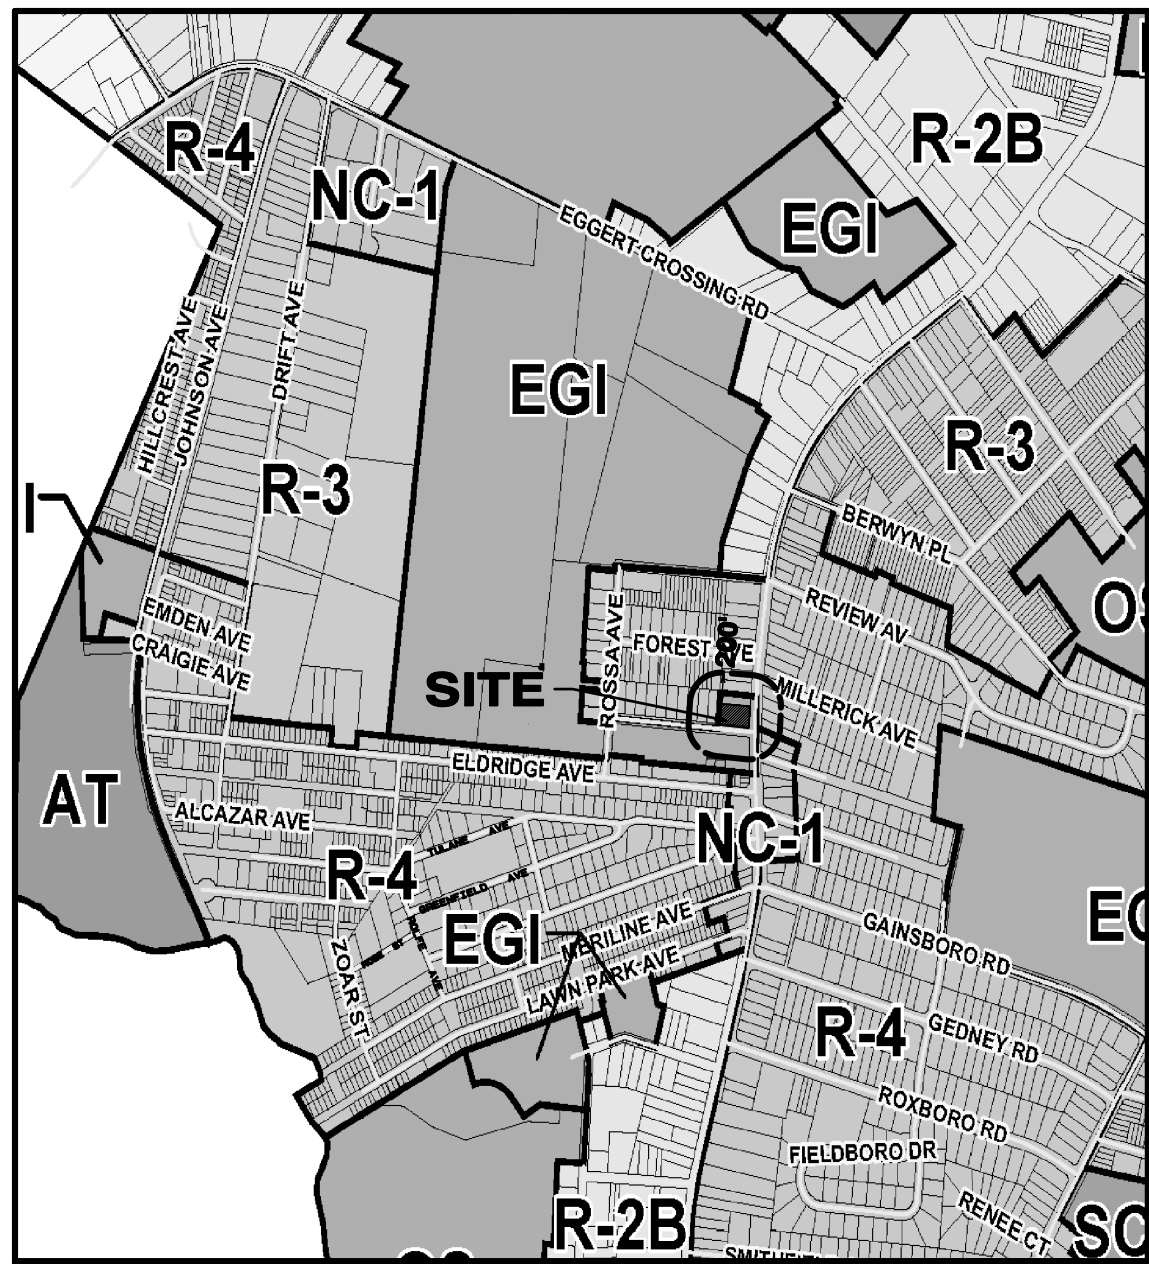 R-2B
R-4
NC-1
EGI
EGGERT CROSSING RD
HILLCREST AVE
JOHNSON AVE
DRIFT AVE
EGI
R-3
R-3
I
BERWYN PL
EMDEN AVE
CRAIGIE AVE
ROSSA AVE
FOREST AVE
200'
REVIEW AV
OS
SITE
MILLERICK AVE
ELDRIDGE AVE
AT
ALCAZAR AVE
TULANE AVE
NC-1
R-4
GREENFIELD AVE
EGI
MERILINE AVE
GAINSBORO RD
ZOAR ST
LAWN PARK AVE
R-4
GEDNEY RD
ROXBORO RD
FIELDBORO DR
R-2B
RENEE CT
SC